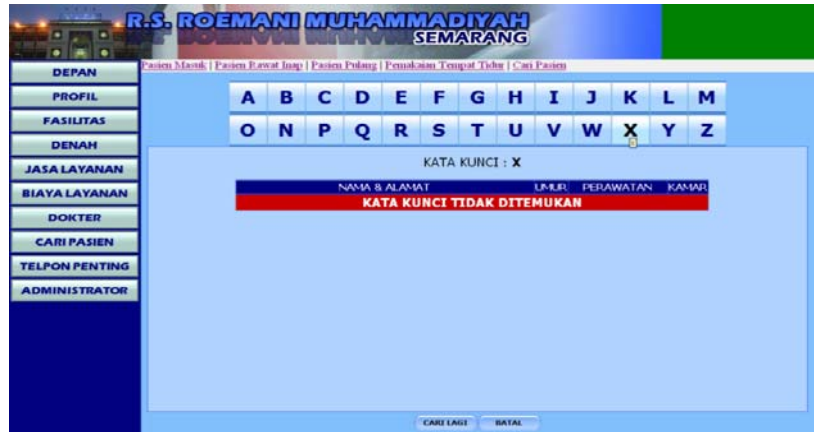 R.S. ROEMANI MUHAMMADIYAH
SEMARANG
Pasien Masuk | Pasien Rawat Inap | Pasien Pulang | Pemakaian Tempat Tidur | Cari Pasien
DEPAN
PROFIL
FASILITAS
DENAH
JASA LAYANAN
BIAYA LAYANAN
DOKTER
CARI PASIEN
TELPON PENTING
ADMINISTRATOR
A B C D E F G H I J K L M
O N P Q R S T U V W X Y Z
KATA KUNCI : X
NAMA & ALAMAT UMUR PERAWATAN KAMAR
KATA KUNCI TIDAK DITEMUKAN
CARI LAGI BATAL